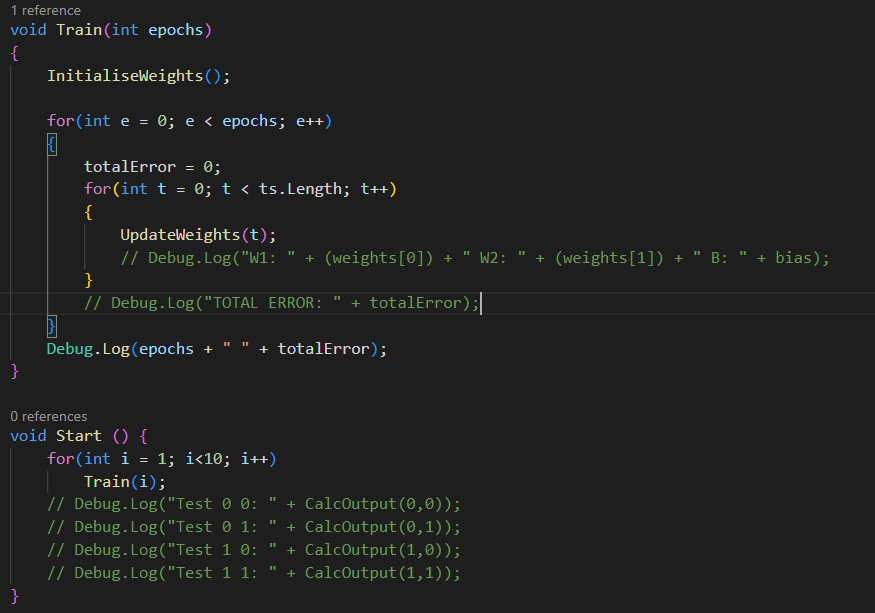 1 reference
void Train(int epochs)
{
InitialiseWeights();
for(int e = 0; e < epochs; e++)
{
totalError = 0;
for(int t = 0; t < ts.Length; t++)
{
UpdateWeights(t);
// Debug.Log("W1: " + (weights[0]) + " W2: " + (weights[1]) + " B: " + bias);
}
// Debug.Log("TOTAL ERROR: " + totalError);
}
Debug.Log(epochs + " " + totalError);
}
0 references
void Start () {
for(int i = 1; i<10; i++)
Train(i);
// Debug.Log("Test 0 0: " + CalcOutput(0,0));
// Debug.Log("Test 0 1: " + CalcOutput(0,1));
// Debug.Log("Test 1 0: " + CalcOutput(1,0));
// Debug.Log("Test 1 1: " + CalcOutput(1,1));
}